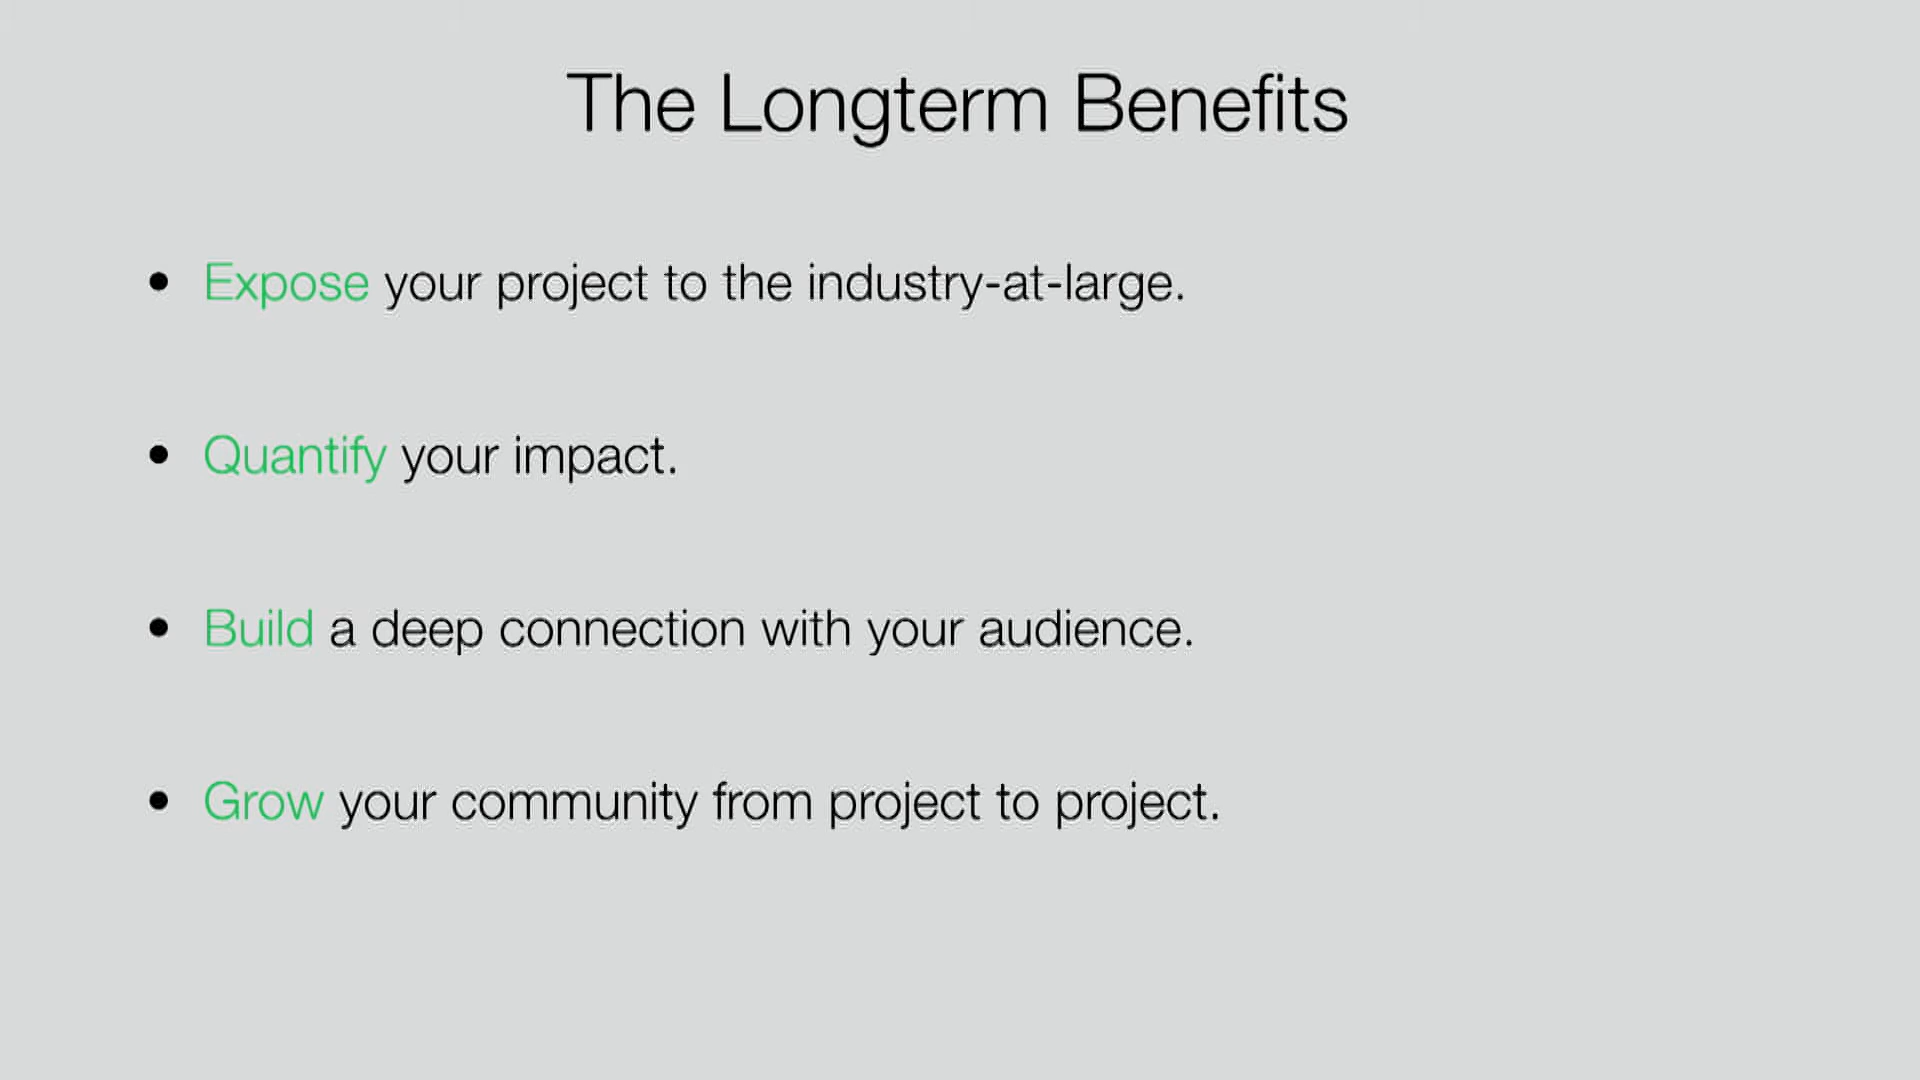 The Longterm Benefits
• Expose your project to the industry-at-large.
• Quantify your impact.
• Build a deep connection with your audience.
• Grow your community from project to project.